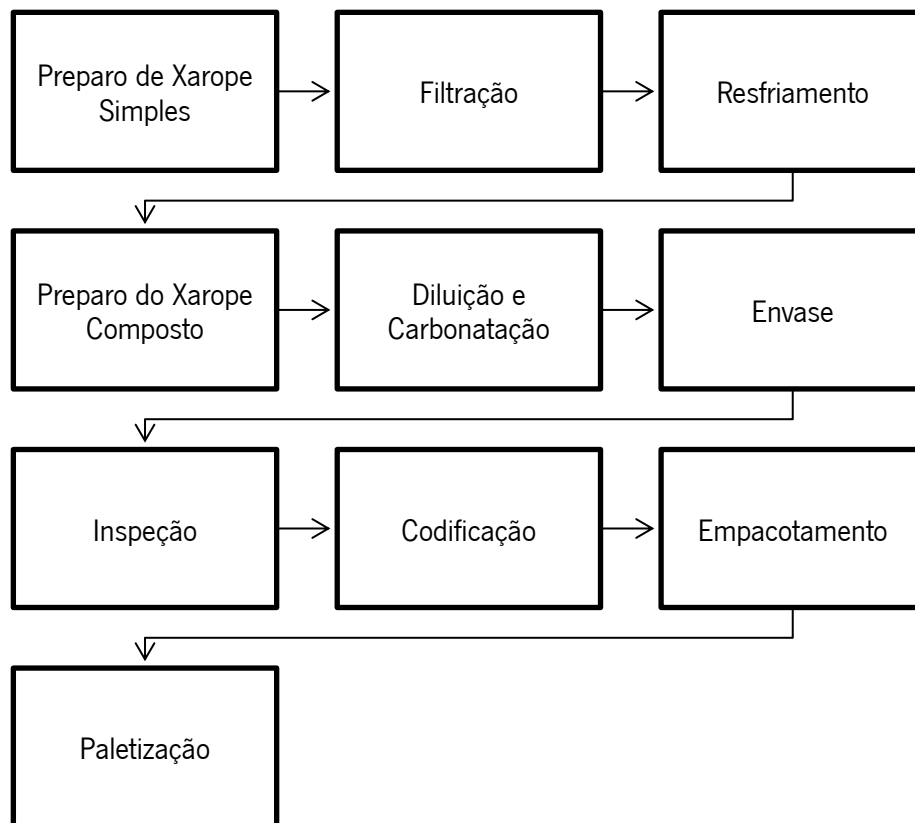 Preparo de Xarope
Simples
Filtração
Resfriamento
Preparo do Xarope
Composto
Diluição e
Carbonatação
Envase
Inspeção
Codificação
Empacotamento
Paletização